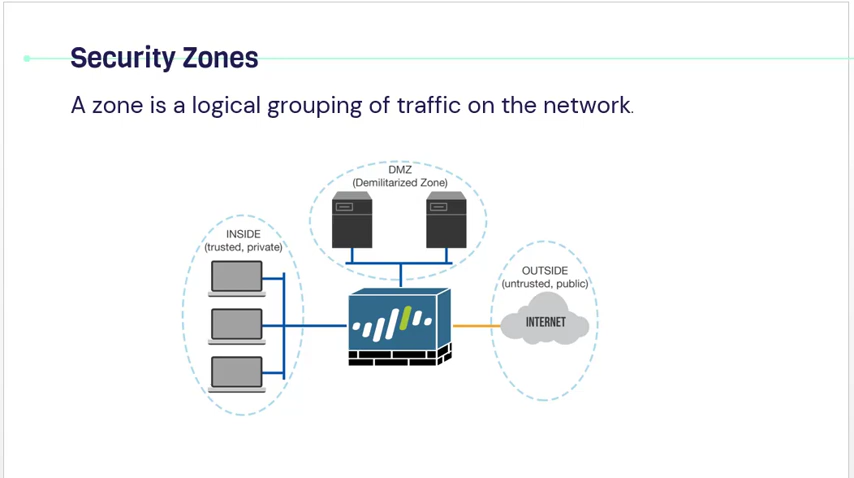 Security Zones
A zone is a logical grouping of traffic on the network.
DMZ
(Demilitarized Zone)
INSIDE
(trusted, private)
OUTSIDE
(untrusted, public)
INTERNET